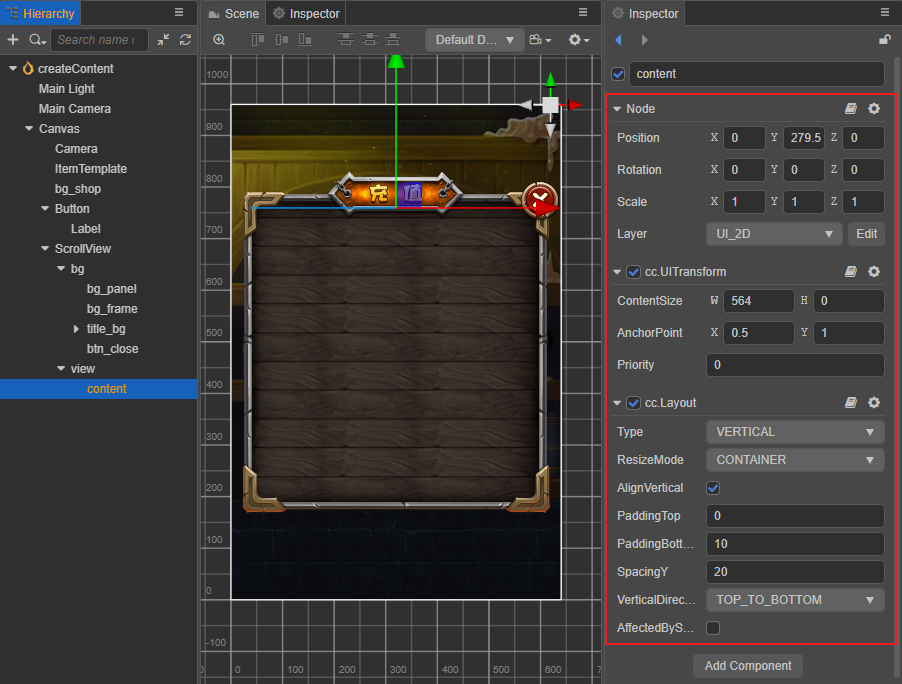 Hierarchy
Search name (
createContent
Main Light
Main Camera
Canvas
Camera
ItemTemplate
bg_shop
Button
Label
ScrollView
bg
bg_panel
bg_frame
title_bg
btn_close
view
content
Scene
Inspector
Default D...
1000
900
800
700
600
500
400
300
200
100
0
-100
0 100 200 300 400 500 600
充值
Inspector
content
Node
Position X 0 Y 279.5 Z 0
Rotation X 0 Y 0 Z 0
Scale X 1 Y 1 Z 1
Layer UI_2D Edit
cc.UITransform
ContentSize W 564 H 0
AnchorPoint X 0.5 Y 1
Priority 0
cc.Layout
Type VERTICAL
ResizeMode CONTAINER
AlignVertical
PaddingTop 0
PaddingBott... 10
SpacingY 20
VerticalDirec... TOP_TO_BOTTOM
AffectedByS...
Add Component